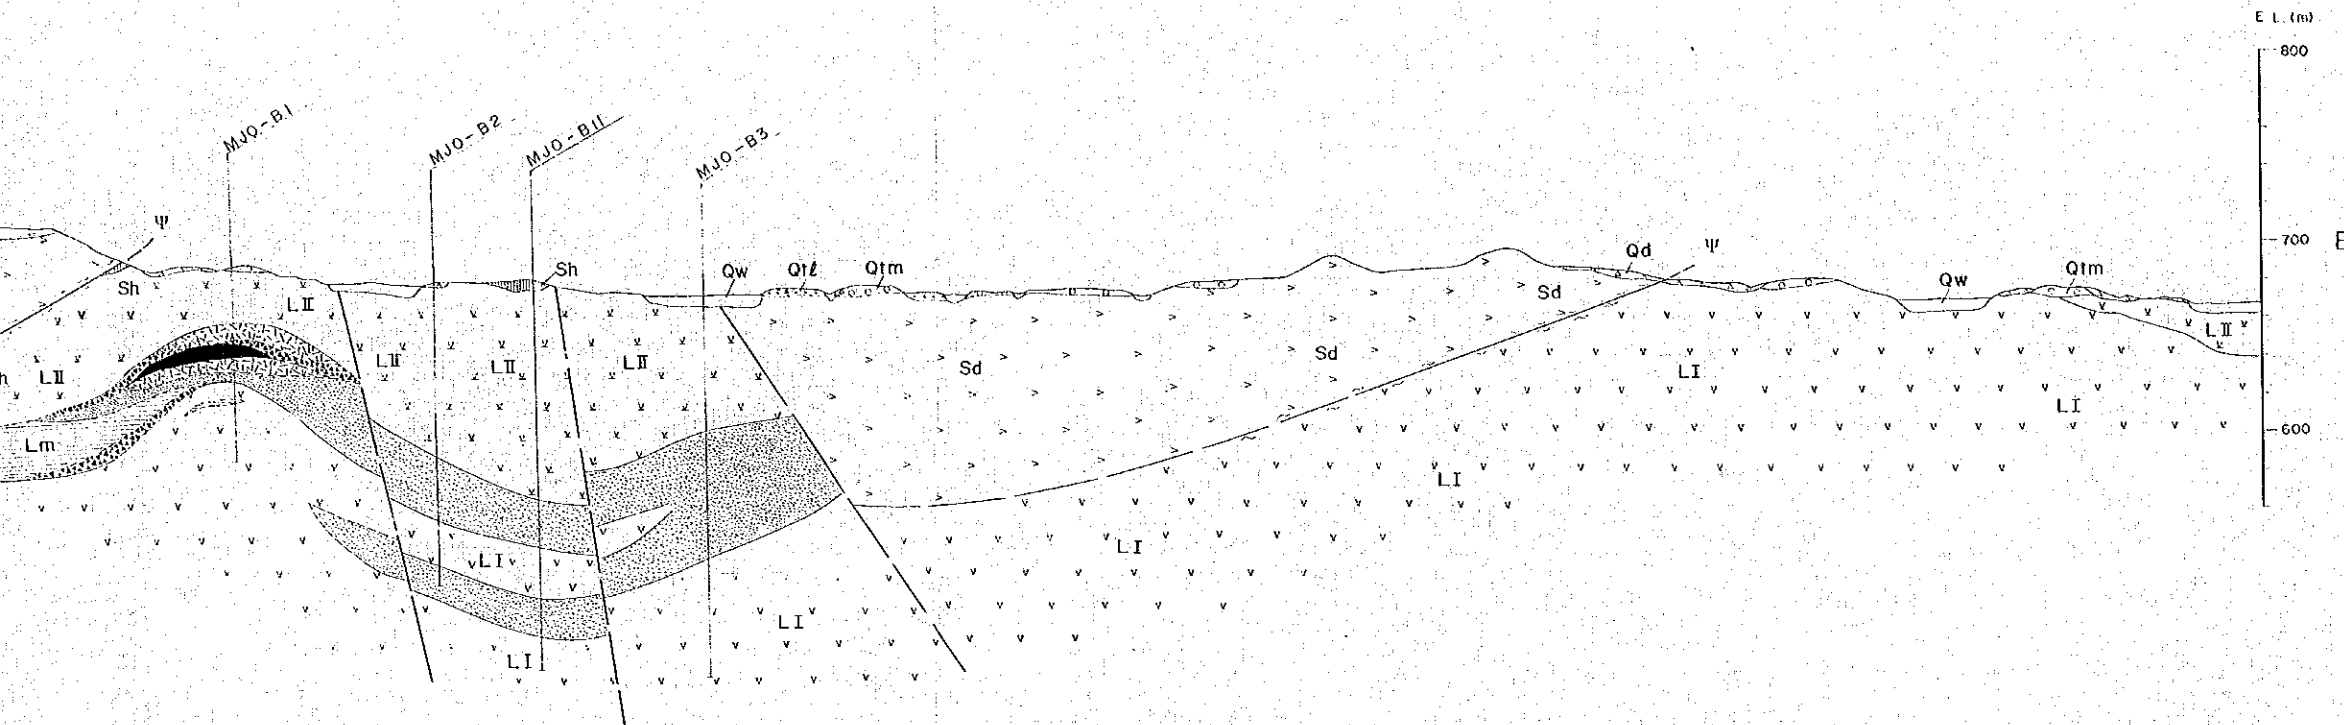 E L. (m)
800
MJO-B1
MJO-B2
MJO-B11
MJO-B3
ψ
700
E
Sh
Sh
Qw
Qtℓ
Qtm
Qd
ψ
Qw
Qtm
Sd
LⅡ
LⅡ
LⅡ
LⅡ
LⅡ
h
LⅡ
Sd
Sd
LI
LI
600
Lm
LI
LI
LI
LI
LI